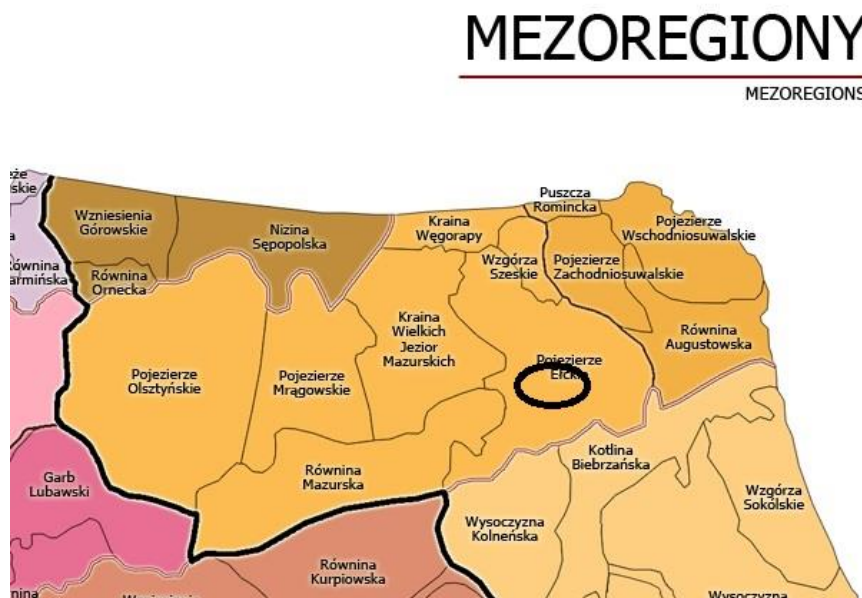 MEZOREGIONY
MEZOREGIONS
Puszcza
Romincka
Wzniesienia
Górowskie
Nizina
Sępopolska
Kraina
Węgorapy
Pojezierze
Wschodniosuwalskie
Wzgórza
Szeskie
Pojezierze
Zachodniosuwalskie
Równina
Ornecka
Kraina
Wielkich
Jezior
Mazurskich
Równina
Augustowska
Pojezierze
Olsztyńskie
Pojezierze
Mrągowskie
Pojezierze
Równina
Mazurska
Kotlina
Biebrzańska
Garb
Lubawski
Wzgórza
Sokólskie
Wysoczyzna
Kolneńska
Równina
Kurpiowska
Wysoczyzna